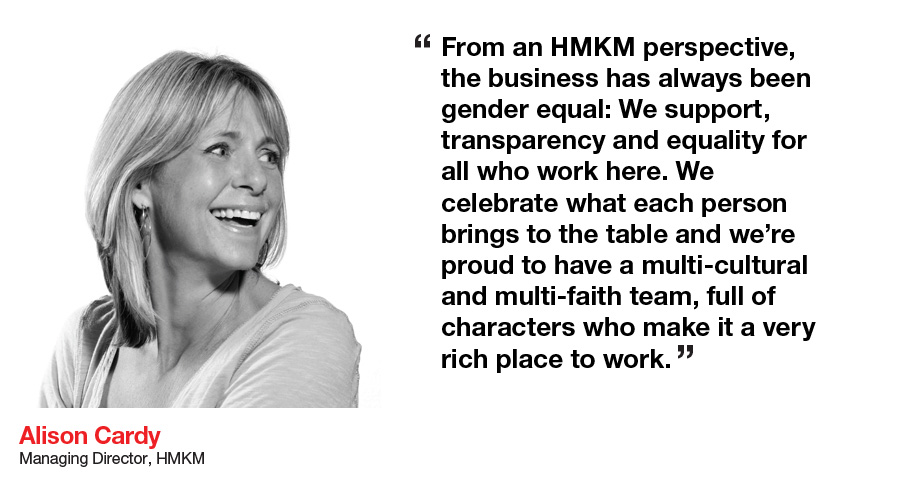 “ From an HMKM perspective,
the business has always been
gender equal: We support,
transparency and equality for
all who work here. We
celebrate what each person
brings to the table and we’re
proud to have a multi-cultural
and multi-faith team, full of
characters who make it a very
rich place to work. ”
Alison Cardy
Managing Director, HMKM